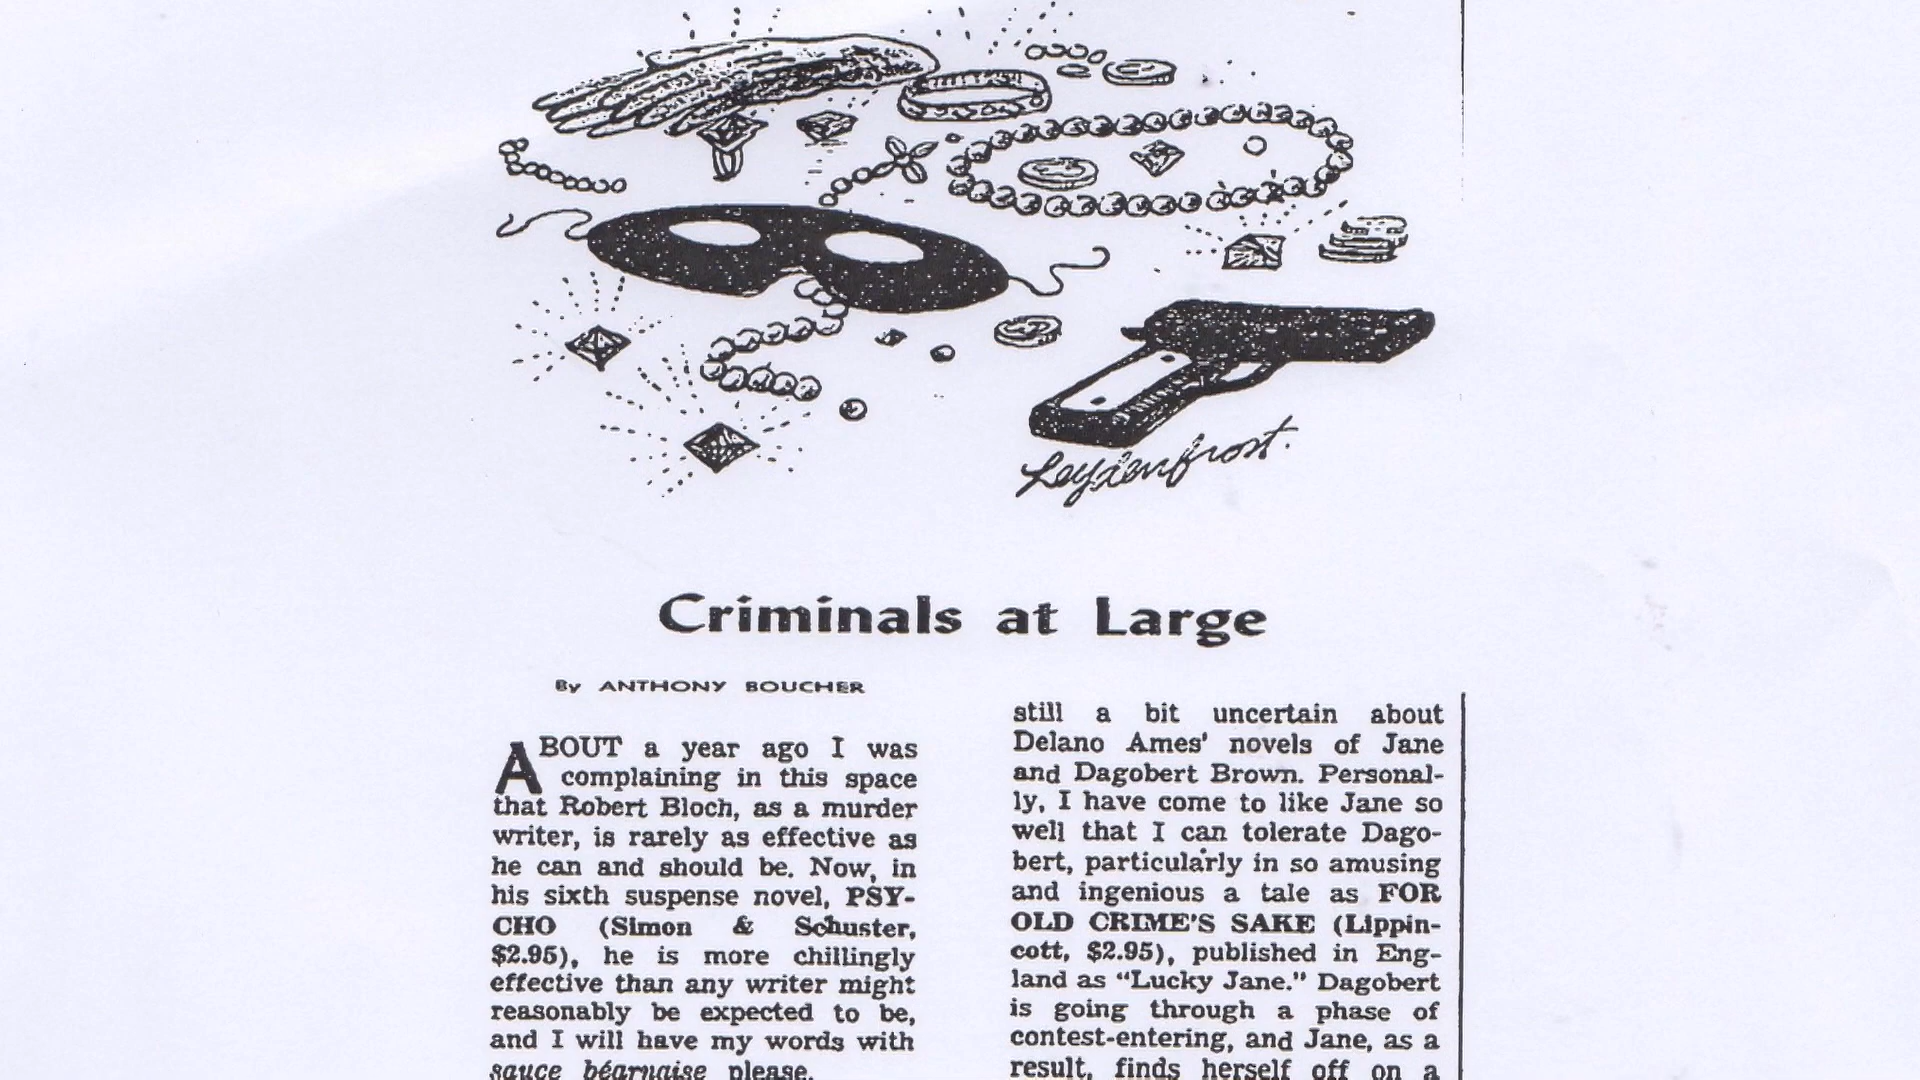 Leydenfrost.
Criminals at Large
By ANTHONY BOUCHER
ABOUT a year ago I was
complaining in this space
that Robert Bloch, as a murder
writer, is rarely as effective as
he can and should be. Now, in
his sixth suspense novel, PSY-
CHO (Simon & Schuster,
$2.95), he is more chillingly
effective than any writer might
reasonably be expected to be,
and I will have my words with
sauce béarnaise please.
still a bit uncertain about
Delano Ames' novels of Jane
and Dagobert Brown. Personal-
ly, I have come to like Jane so
well that I can tolerate Dago-
bert, particularly in so amusing
and ingenious a tale as FOR
OLD CRIME'S SAKE (Lippin-
cott, $2.95), published in Eng-
land as "Lucky Jane." Dagobert
is going through a phase of
contest-entering, and Jane, as a
result, finds herself off on a